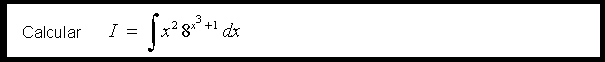 Calcular I = ∫ x² 8^{x³+1} dx